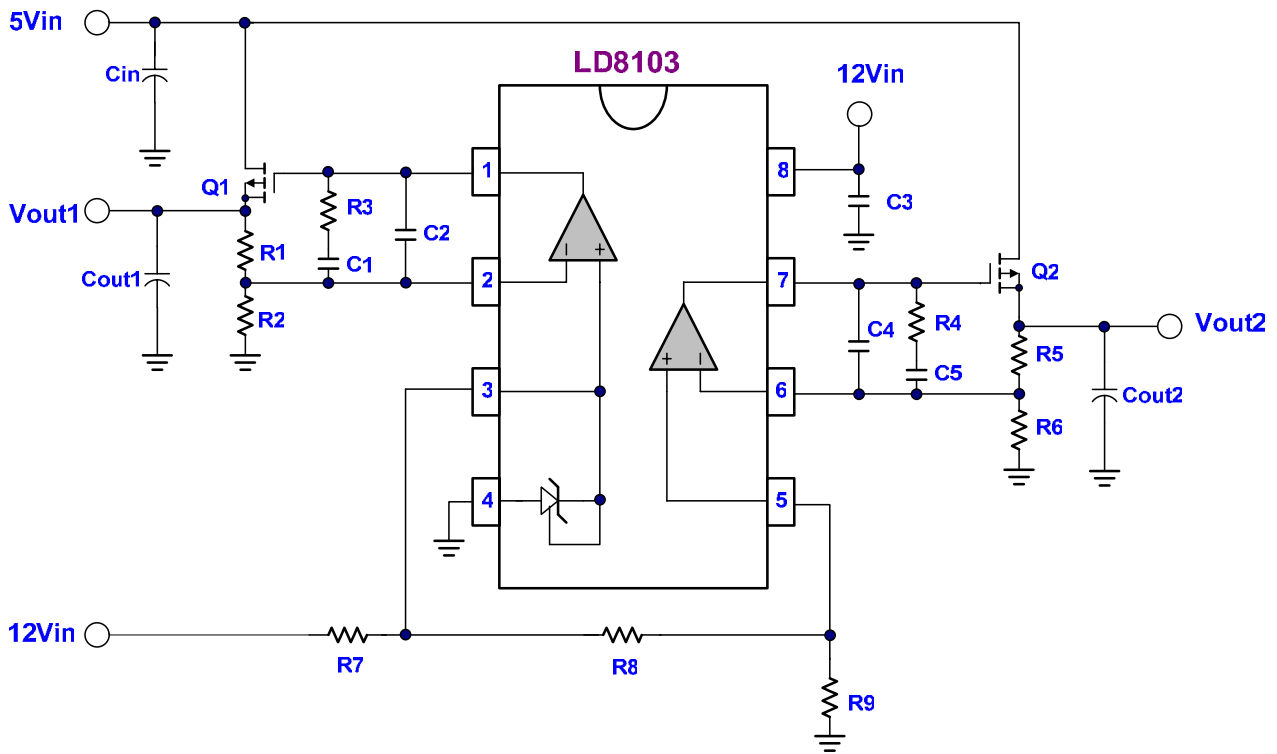 5Vin
LD8103
Cin
12Vin
1
8
Q1
R3
C3
Vout1
C2
R1
C1
Cout1
2
7
Q2
R2
C4
R4
Vout2
R5
C5
3
6
Cout2
R6
4
5
12Vin
R7
R8
R9
- +
+ -